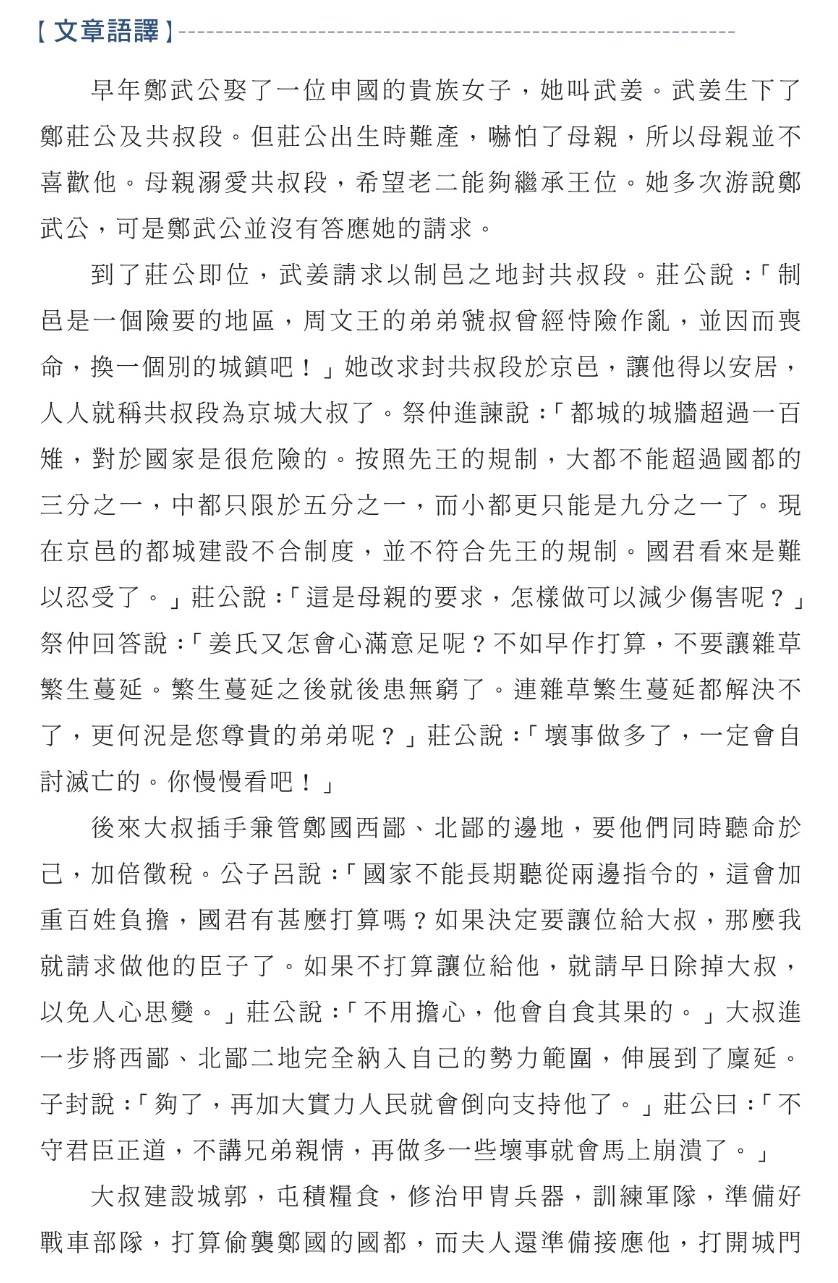 【文章語譯】
早年鄭武公娶了一位申國的貴族女子，她叫武姜。武姜生下了
鄭莊公及共叔段。但莊公出生時難產，嚇怕了母親，所以母親並不
喜歡他。母親溺愛共叔段，希望老二能夠繼承王位。她多次游說鄭
武公，可是鄭武公並沒有答應她的請求。
到了莊公即位，武姜請求以制邑之地封共叔段。莊公說：「制
邑是一個險要的地區，周文王的弟弟虢叔曾經恃險作亂，並因而喪
命，換一個別的城鎮吧！」她改求封共叔段於京邑，讓他得以安居，
人人就稱共叔段為京城大叔了。祭仲進諫說：「都城的城牆超過一百
雉，對於國家是很危險的。按照先王的規制，大都不能超過國都的
三分之一，中都只限於五分之一，而小都更只能是九分之一了。現
在京邑的都城建設不合制度，並不符合先王的規制。國君看來是難
以忍受了。」莊公說：「這是母親的要求，怎樣做可以減少傷害呢？」
祭仲回答說：「姜氏又怎會心滿意足呢？不如早作打算，不要讓雜草
繁生蔓延。繁生蔓延之後就後患無窮了。連雜草繁生蔓延都解決不
了，更何況是您尊貴的弟弟呢？」莊公說：「壞事做多了，一定會自
討滅亡的。你慢慢看吧！」
後來大叔插手兼管鄭國西鄙、北鄙的邊地，要他們同時聽命於
己，加倍徵稅。公子呂說：「國家不能長期聽從兩邊指令的，這會加
重百姓負擔，國君有甚麼打算嗎？如果決定要讓位給大叔，那麼我
就請求做他的臣子了。如果不打算讓位給他，就請早日除掉大叔，
以免人心思變。」莊公說：「不用擔心，他會自食其果的。」大叔進
一步將西鄙、北鄙二地完全納入自己的勢力範圍，伸展到了廩延。
子封說：「夠了，再加大實力人民就會倒向支持他了。」莊公曰：「不
守君臣正道，不講兄弟親情，再做多一些壞事就會馬上崩潰了。」
大叔建設城郭，屯積糧食，修治甲冑兵器，訓練軍隊，準備好
戰車部隊，打算偷襲鄭國的國都，而夫人還準備接應他，打開城門